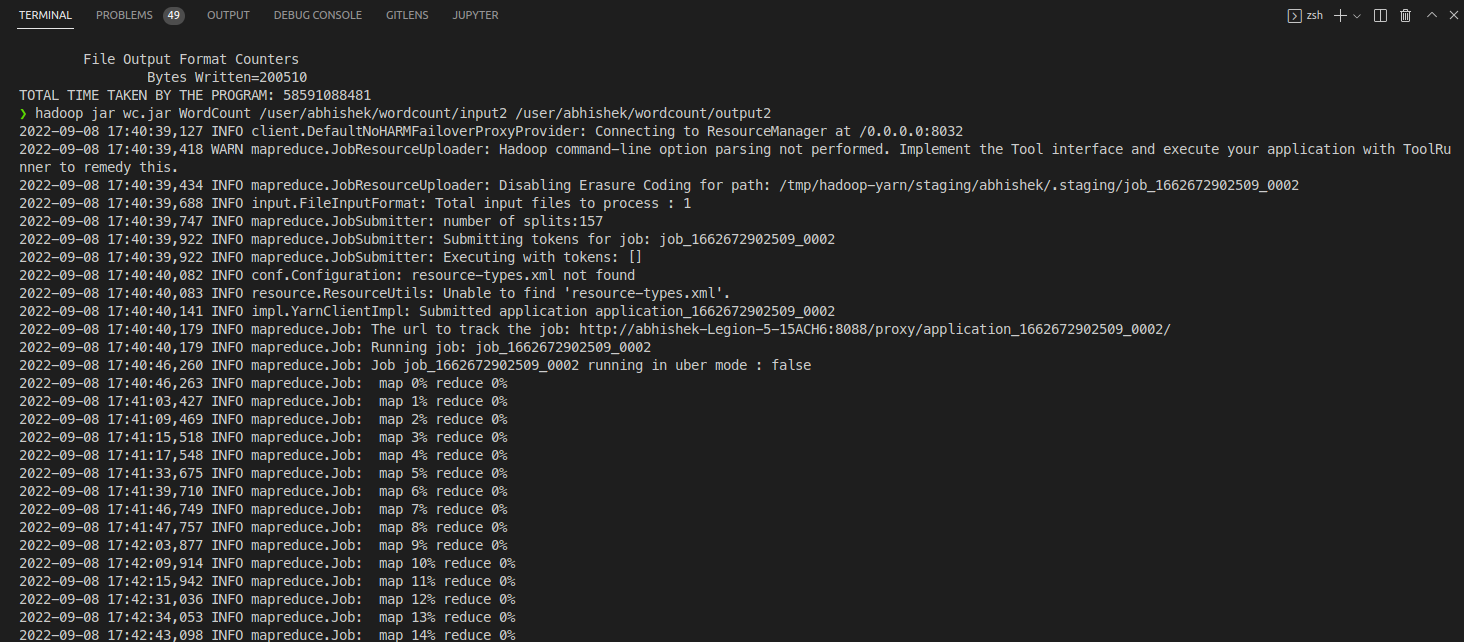 TERMINAL PROBLEMS 49 OUTPUT DEBUG CONSOLE GITLENS JUPYTER zsh
File Output Format Counters
Bytes Written=200510
TOTAL TIME TAKEN BY THE PROGRAM: 58591088481
❯ hadoop jar wc.jar WordCount /user/abhishek/wordcount/input2 /user/abhishek/wordcount/output2
2022-09-08 17:40:39,127 INFO client.DefaultNoHARMFailoverProxyProvider: Connecting to ResourceManager at /0.0.0.0:8032
2022-09-08 17:40:39,418 WARN mapreduce.JobResourceUploader: Hadoop command-line option parsing not performed. Implement the Tool interface and execute your application with ToolRu
nner to remedy this.
2022-09-08 17:40:39,434 INFO mapreduce.JobResourceUploader: Disabling Erasure Coding for path: /tmp/hadoop-yarn/staging/abhishek/.staging/job_1662672902509_0002
2022-09-08 17:40:39,688 INFO input.FileInputFormat: Total input files to process : 1
2022-09-08 17:40:39,747 INFO mapreduce.JobSubmitter: number of splits:157
2022-09-08 17:40:39,922 INFO mapreduce.JobSubmitter: Submitting tokens for job: job_1662672902509_0002
2022-09-08 17:40:39,922 INFO mapreduce.JobSubmitter: Executing with tokens: []
2022-09-08 17:40:40,082 INFO conf.Configuration: resource-types.xml not found
2022-09-08 17:40:40,083 INFO resource.ResourceUtils: Unable to find 'resource-types.xml'.
2022-09-08 17:40:40,141 INFO impl.YarnClientImpl: Submitted application application_1662672902509_0002
2022-09-08 17:40:40,179 INFO mapreduce.Job: The url to track the job: http://abhishek-Legion-5-15ACH6:8088/proxy/application_1662672902509_0002/
2022-09-08 17:40:40,179 INFO mapreduce.Job: Running job: job_1662672902509_0002
2022-09-08 17:40:46,260 INFO mapreduce.Job: Job job_1662672902509_0002 running in uber mode : false
2022-09-08 17:40:46,263 INFO mapreduce.Job:  map 0% reduce 0%
2022-09-08 17:41:03,427 INFO mapreduce.Job:  map 1% reduce 0%
2022-09-08 17:41:09,469 INFO mapreduce.Job:  map 2% reduce 0%
2022-09-08 17:41:15,518 INFO mapreduce.Job:  map 3% reduce 0%
2022-09-08 17:41:17,548 INFO mapreduce.Job:  map 4% reduce 0%
2022-09-08 17:41:33,675 INFO mapreduce.Job:  map 5% reduce 0%
2022-09-08 17:41:39,710 INFO mapreduce.Job:  map 6% reduce 0%
2022-09-08 17:41:46,749 INFO mapreduce.Job:  map 7% reduce 0%
2022-09-08 17:41:47,757 INFO mapreduce.Job:  map 8% reduce 0%
2022-09-08 17:42:03,877 INFO mapreduce.Job:  map 9% reduce 0%
2022-09-08 17:42:09,914 INFO mapreduce.Job:  map 10% reduce 0%
2022-09-08 17:42:15,942 INFO mapreduce.Job:  map 11% reduce 0%
2022-09-08 17:42:31,036 INFO mapreduce.Job:  map 12% reduce 0%
2022-09-08 17:42:34,053 INFO mapreduce.Job:  map 13% reduce 0%
2022-09-08 17:42:43,098 INFO mapreduce.Job:  map 14% reduce 0%